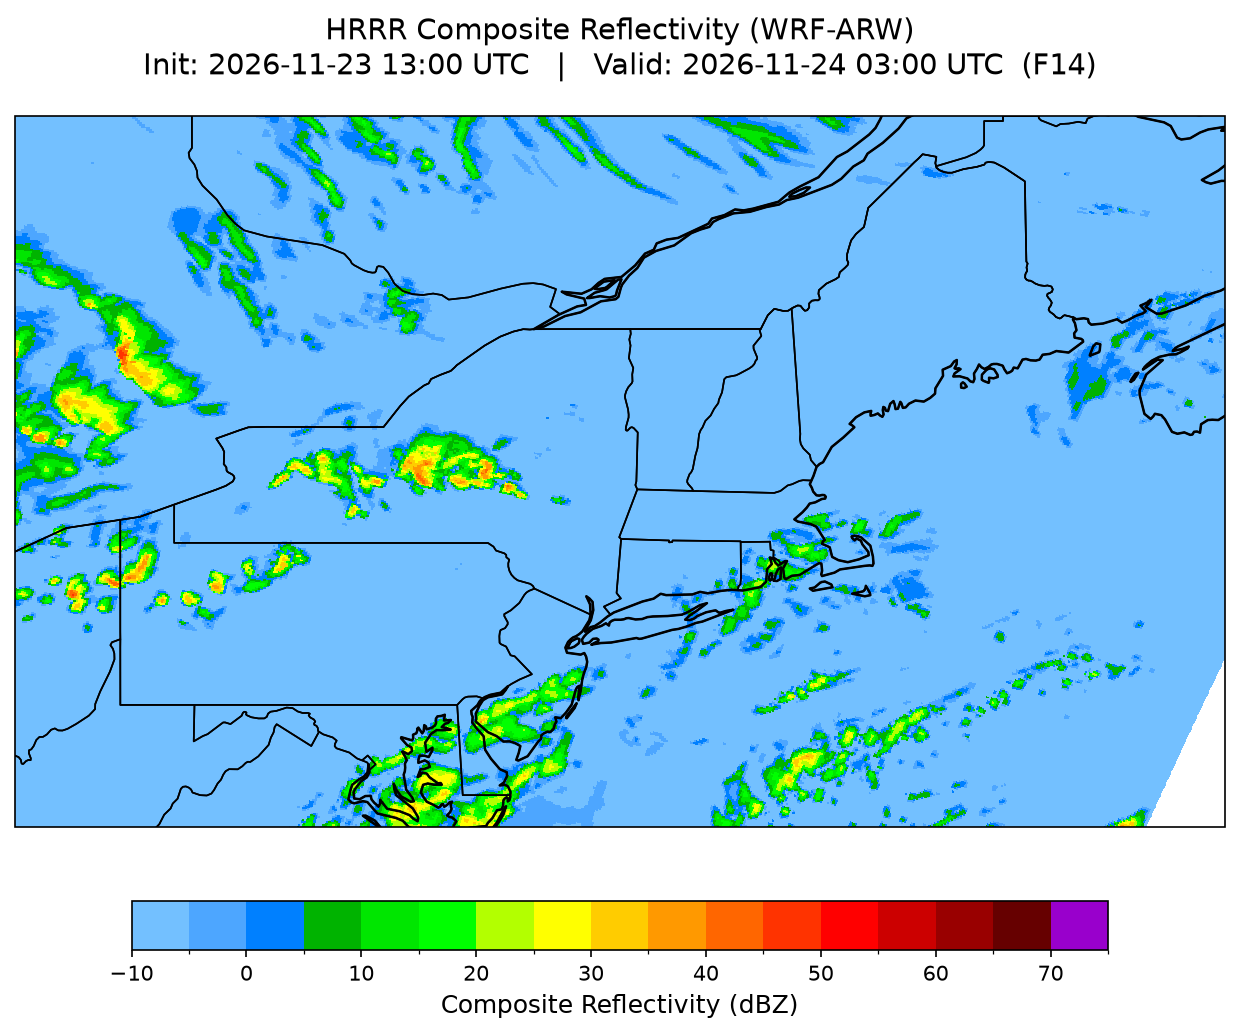 HRRR Composite Reflectivity (WRF-ARW)
Init: 2026-11-23 13:00 UTC   |   Valid: 2026-11-24 03:00 UTC  (F14)
−10 0 10 20 30 40 50 60 70
Composite Reflectivity (dBZ)